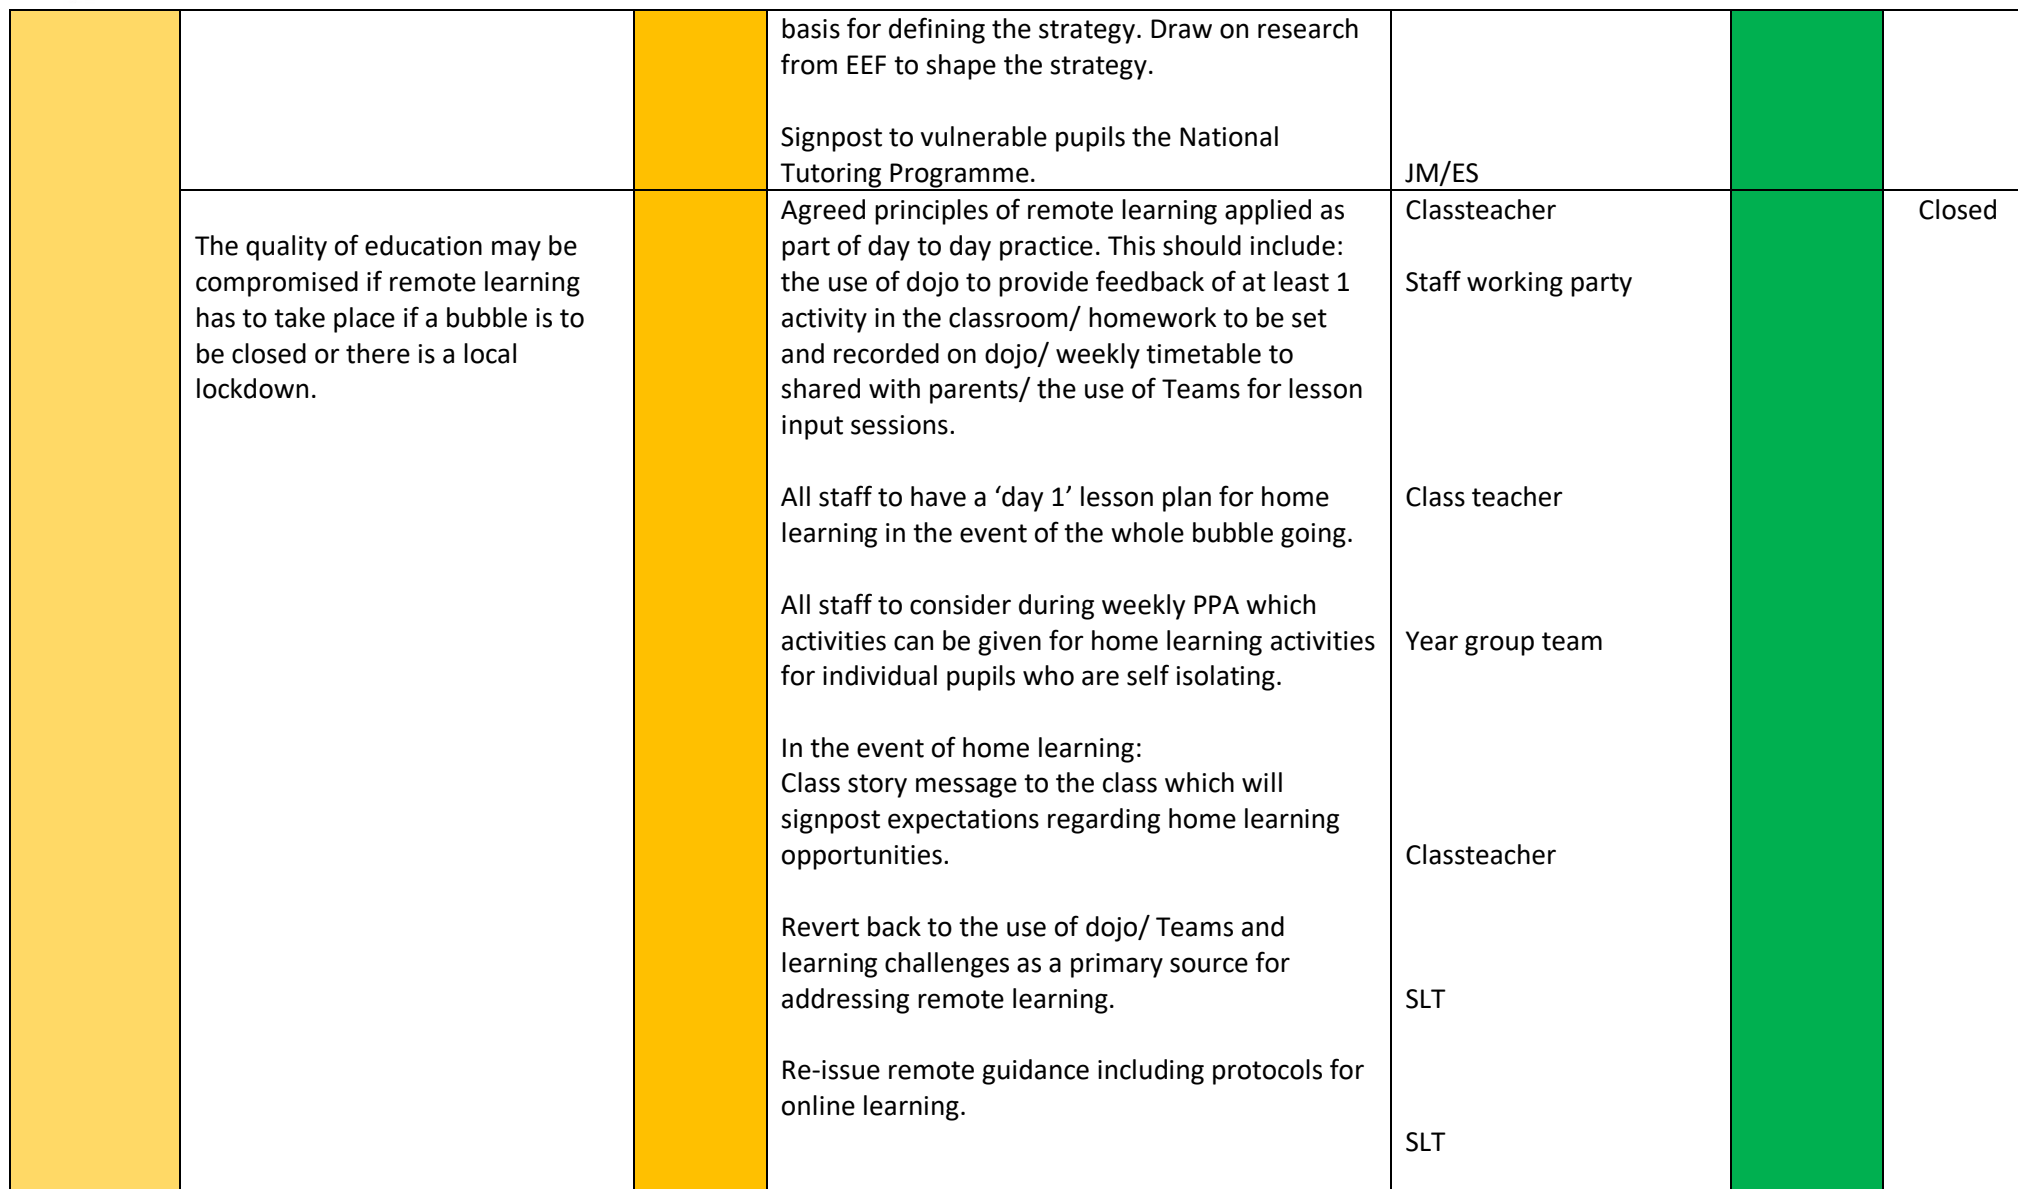 basis for defining the strategy. Draw on research
from EEF to shape the strategy.
Signpost to vulnerable pupils the National
Tutoring Programme.
JM/ES
The quality of education may be
compromised if remote learning
has to take place if a bubble is to
be closed or there is a local
lockdown.
Agreed principles of remote learning applied as
part of day to day practice. This should include:
the use of dojo to provide feedback of at least 1
activity in the classroom/ homework to be set
and recorded on dojo/ weekly timetable to
shared with parents/ the use of Teams for lesson
input sessions.
All staff to have a ‘day 1’ lesson plan for home
learning in the event of the whole bubble going.
All staff to consider during weekly PPA which
activities can be given for home learning activities
for individual pupils who are self isolating.
In the event of home learning:
Class story message to the class which will
signpost expectations regarding home learning
opportunities.
Revert back to the use of dojo/ Teams and
learning challenges as a primary source for
addressing remote learning.
Re-issue remote guidance including protocols for
online learning.
Classteacher
Staff working party
Class teacher
Year group team
Classteacher
SLT
SLT
Closed